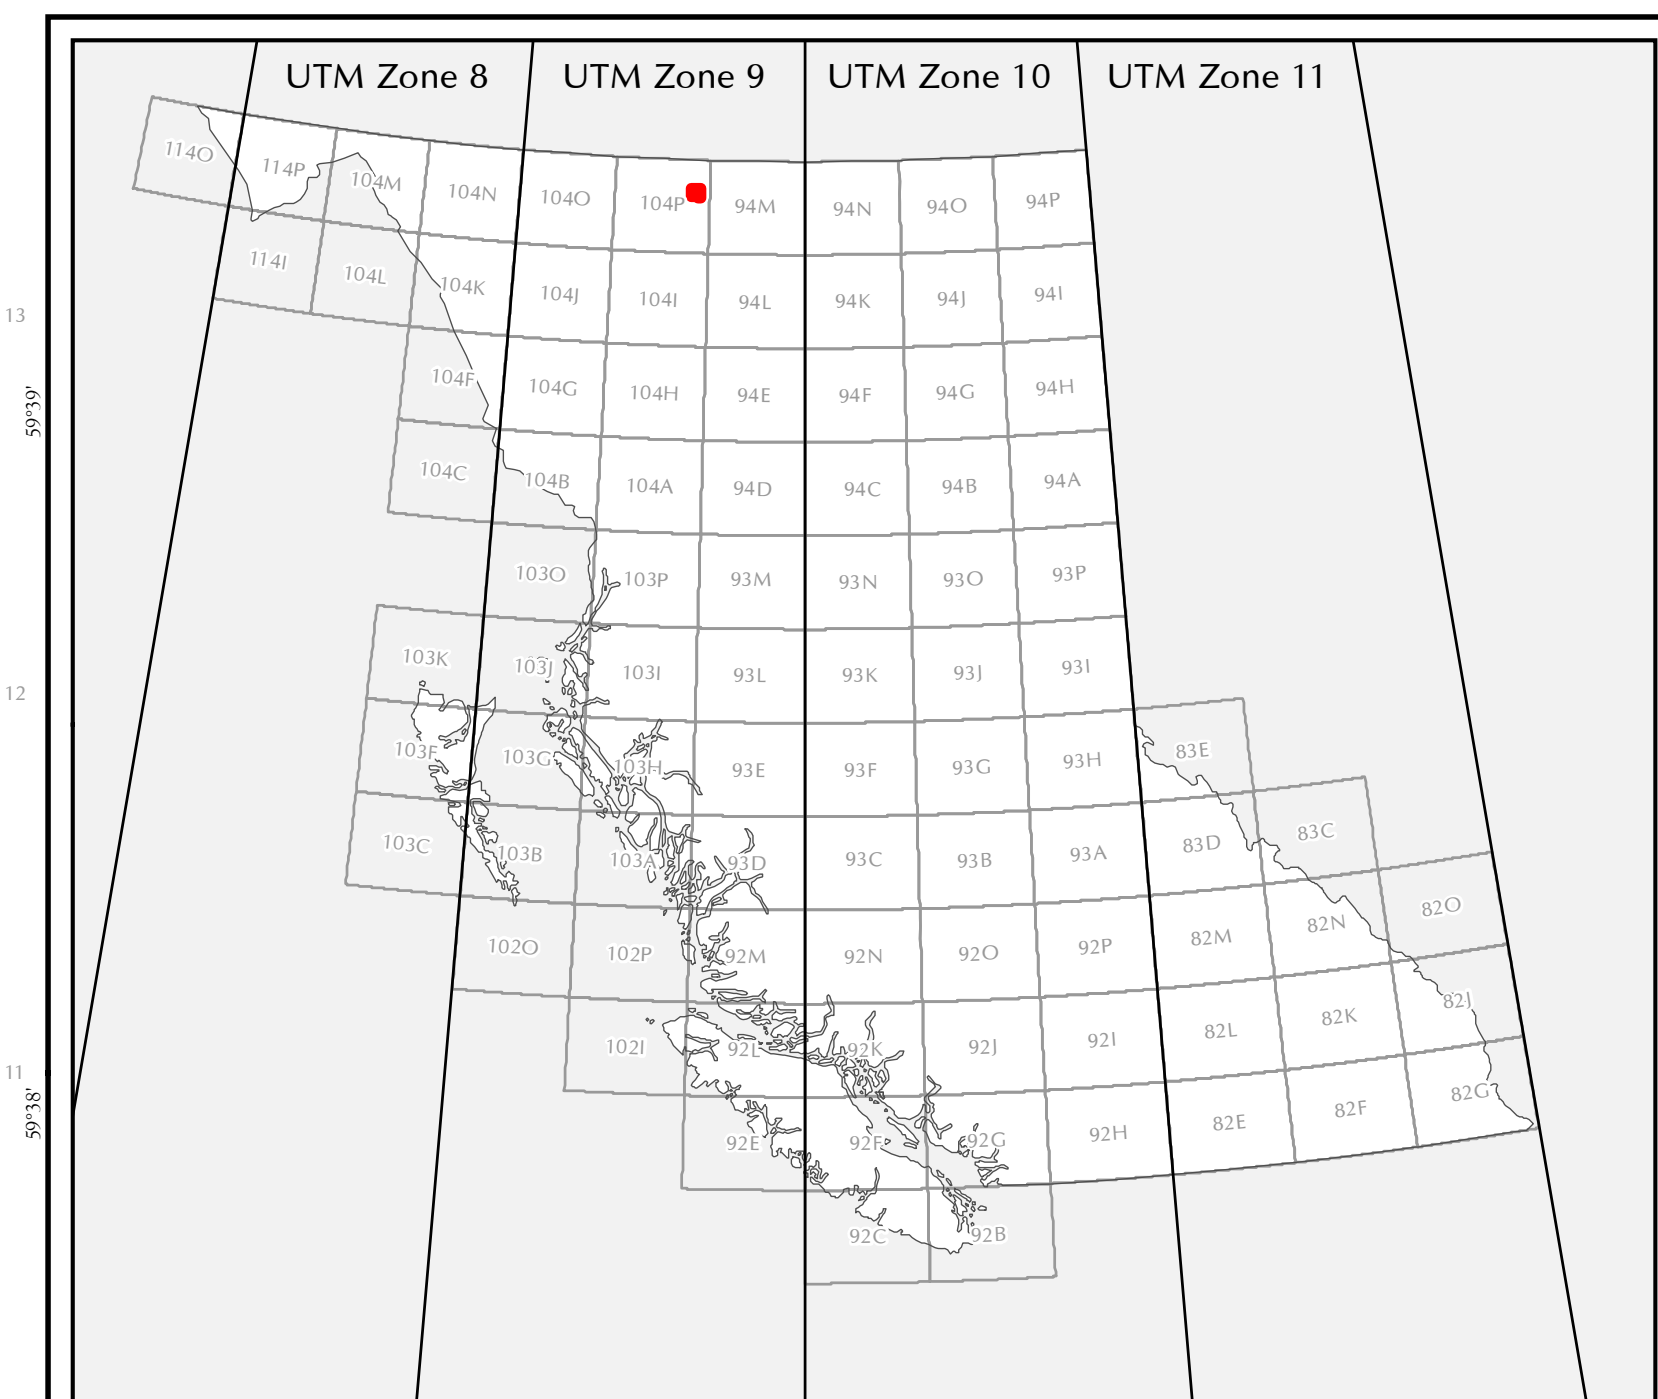 UTM Zone 8 UTM Zone 9 UTM Zone 10 UTM Zone 11
114O 114P 104M 104N 104O 104P 94M 94N 94O 94P
114I 104L 104K 104J 104I 94L 94K 94J 94I
13
104F 104G 104H 94E 94F 94G 94H
59°39'
104C 104B 104A 94D 94C 94B 94A
103O 103P 93M 93N 93O 93P
103K 103J 103I 93L 93K 93J 93I
12
103F 103G 103H 93E 93F 93G 93H 83E
103C 103B 103A 93D 93C 93B 93A 83D 83C
102O 102P 92M 92N 92O 92P 82M 82N 82O
102I 92L 92K 92J 92I 82L 82K 82J
11
59°38'
92E 92F 92G 92H 82E 82F 82G
92C 92B